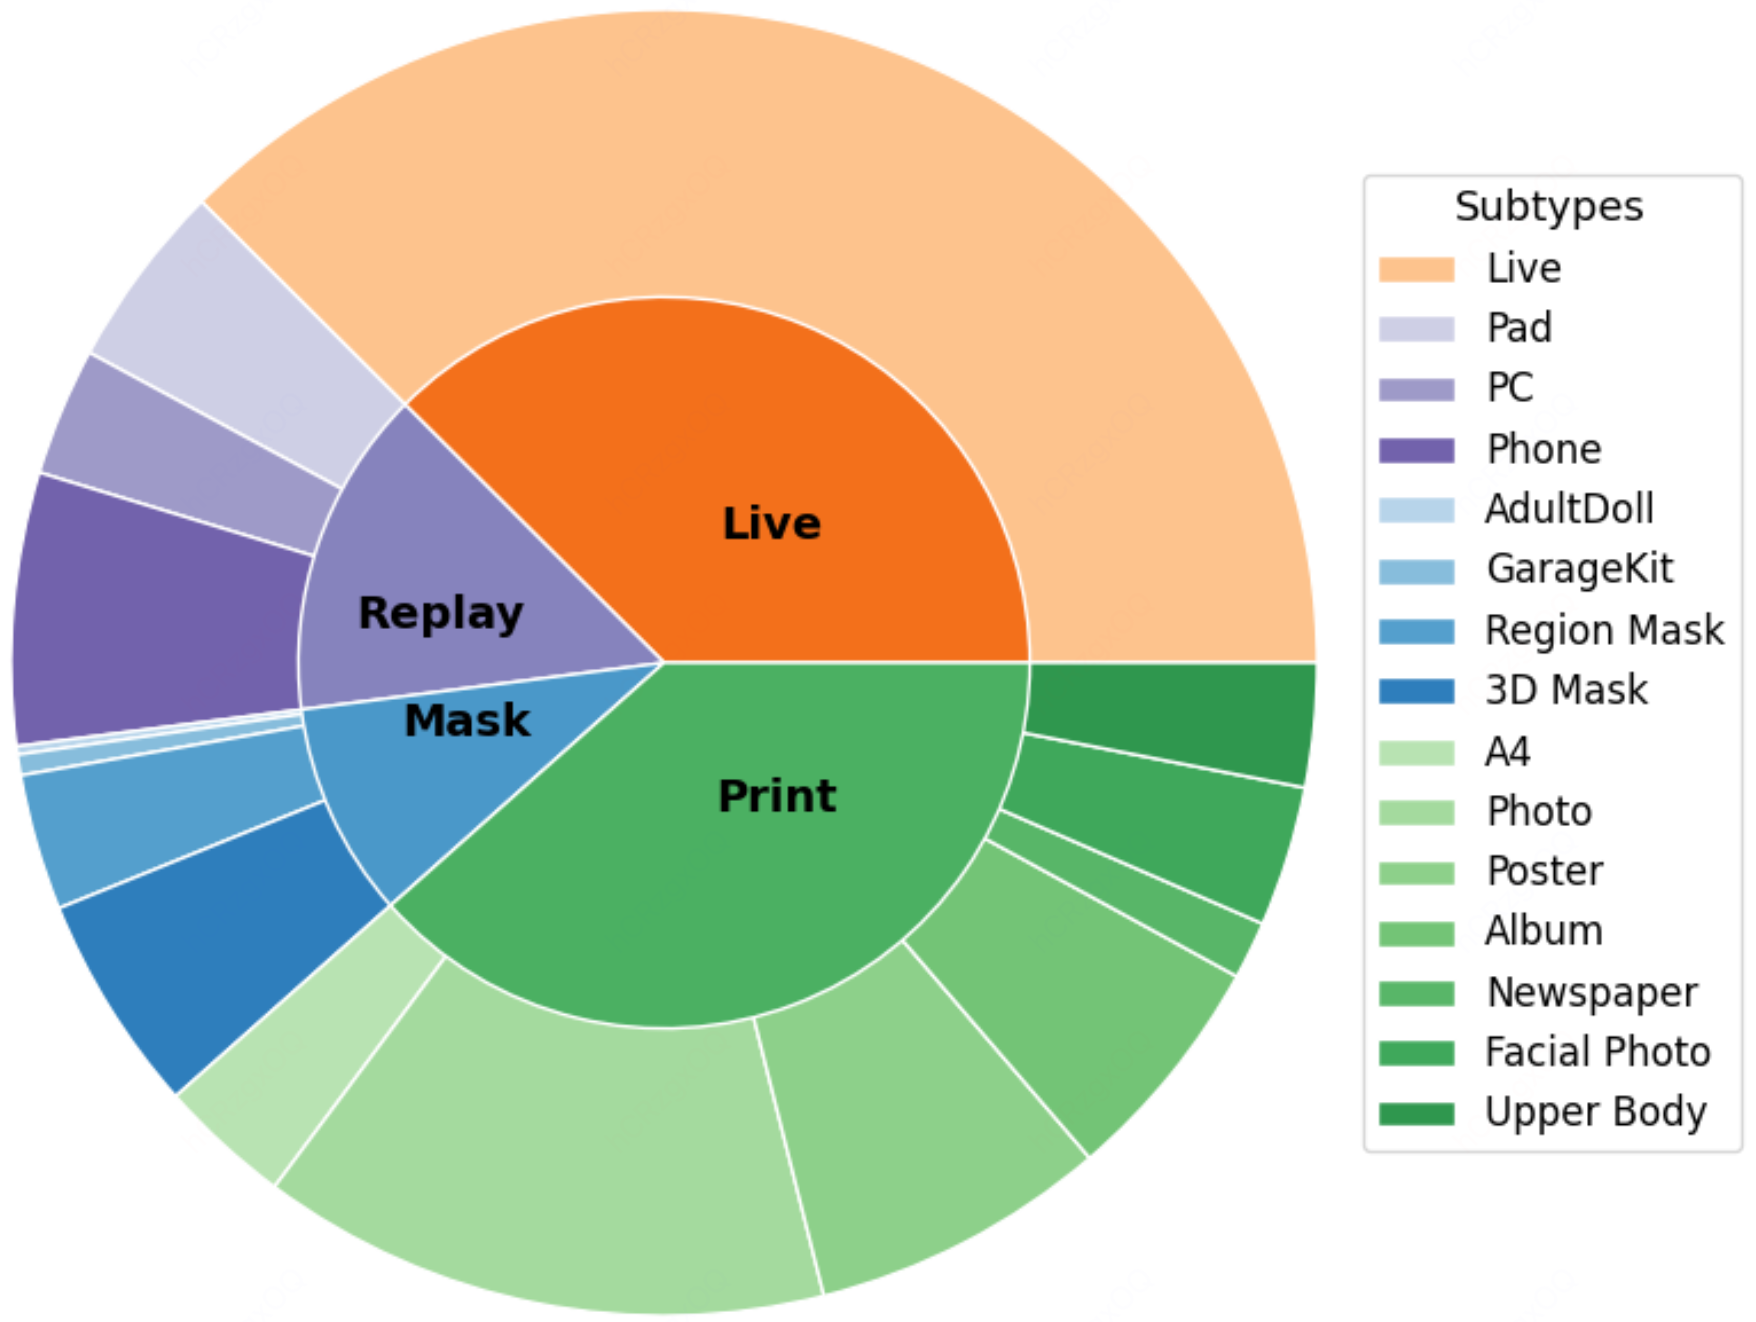 Live
Replay
Mask
Print
Subtypes
Live
Pad
PC
Phone
AdultDoll
GarageKit
Region Mask
3D Mask
A4
Photo
Poster
Album
Newspaper
Facial Photo
Upper Body